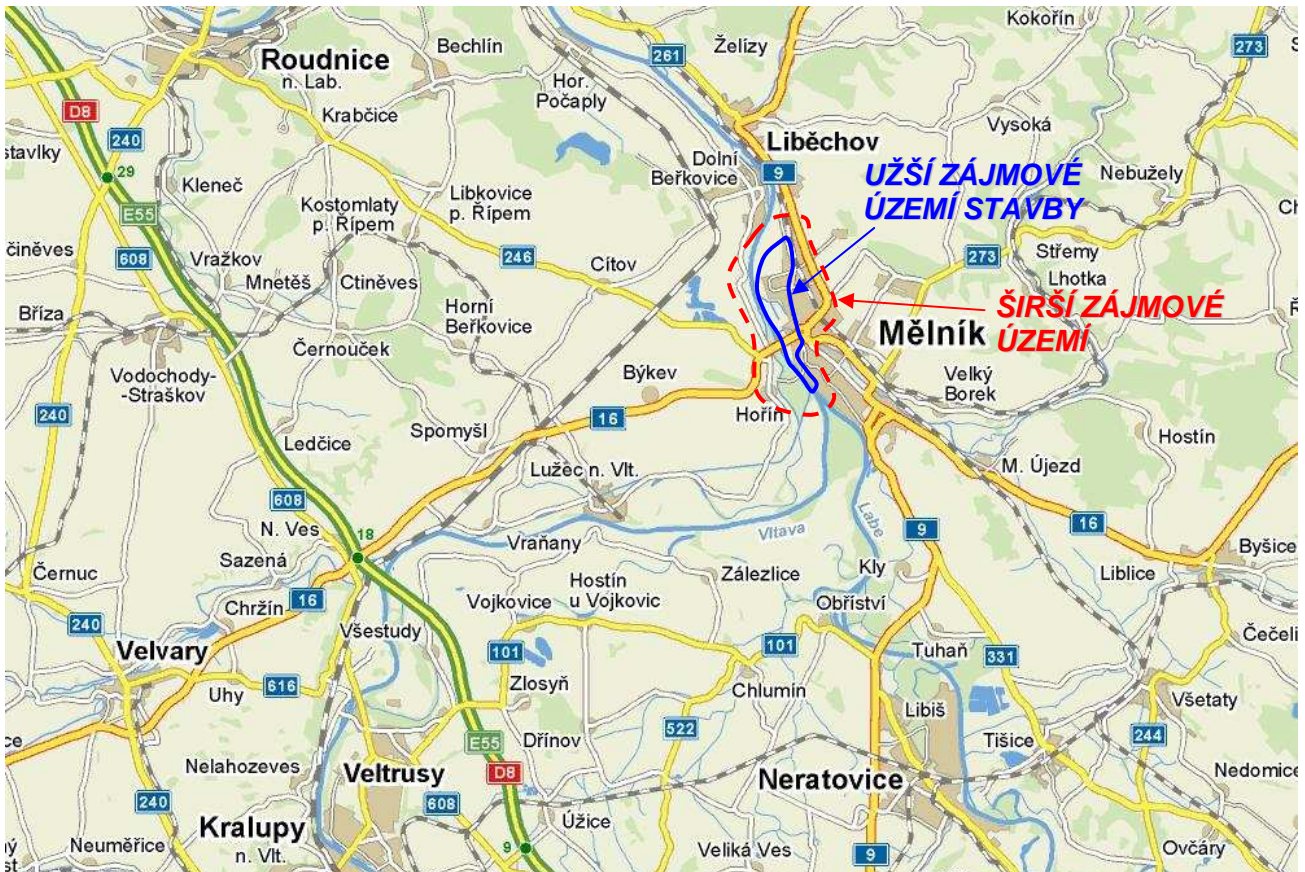 Kokořín
Bechlín
Želízy
273
261
Roudnice
n. Lab.
Hor.
Počaply
D8
Krabčice
Vysoká
240
Liběchov
stavlky
Dolní
Beřkovice
9
UŽŠÍ ZÁJMOVÉ
ÚZEMÍ STAVBY
Nebužely
29
Kleneč
Libkovice
p. Řípem
Kostomlaty
p. Řípem
E55
Ch
činěves
608
Vražkov
246
Cítov
273
Střemy
Mnetěš
Ctiněves
Lhotka
Horní
Beřkovice
ŠIRŠÍ ZÁJMOVÉ
ÚZEMÍ
Bříza
Mělník
Černouček
Vodochody-
-Straškov
Býkev
Velký
Borek
240
16
Hořín
Ledčice
Spomyšl
Hostín
Lužec n. Vlt.
M. Újezd
608
N. Ves
18
Vltava
Labe
9
16
Sazená
Vraňany
Byšice
Černuc
Zálezlice
Kly
Liblice
Hostín
u Vojkovic
16
Chržín
Vojkovice
Obříství
240
Všestudy
101
101
Čečeli
Velvary
Tuhaň
331
Uhy
616
Zlosyň
Chlumín
Všetaty
Libiš
522
244
ce
E55
Dřínov
Tišice
Nelahozeves
Veltrusy
D8
Neratovice
Nedomice
240
608
Kralupy
n. Vlt.
Úžice
Neuměřice
9
Veliká Ves
9
Ovčáry
ý
st